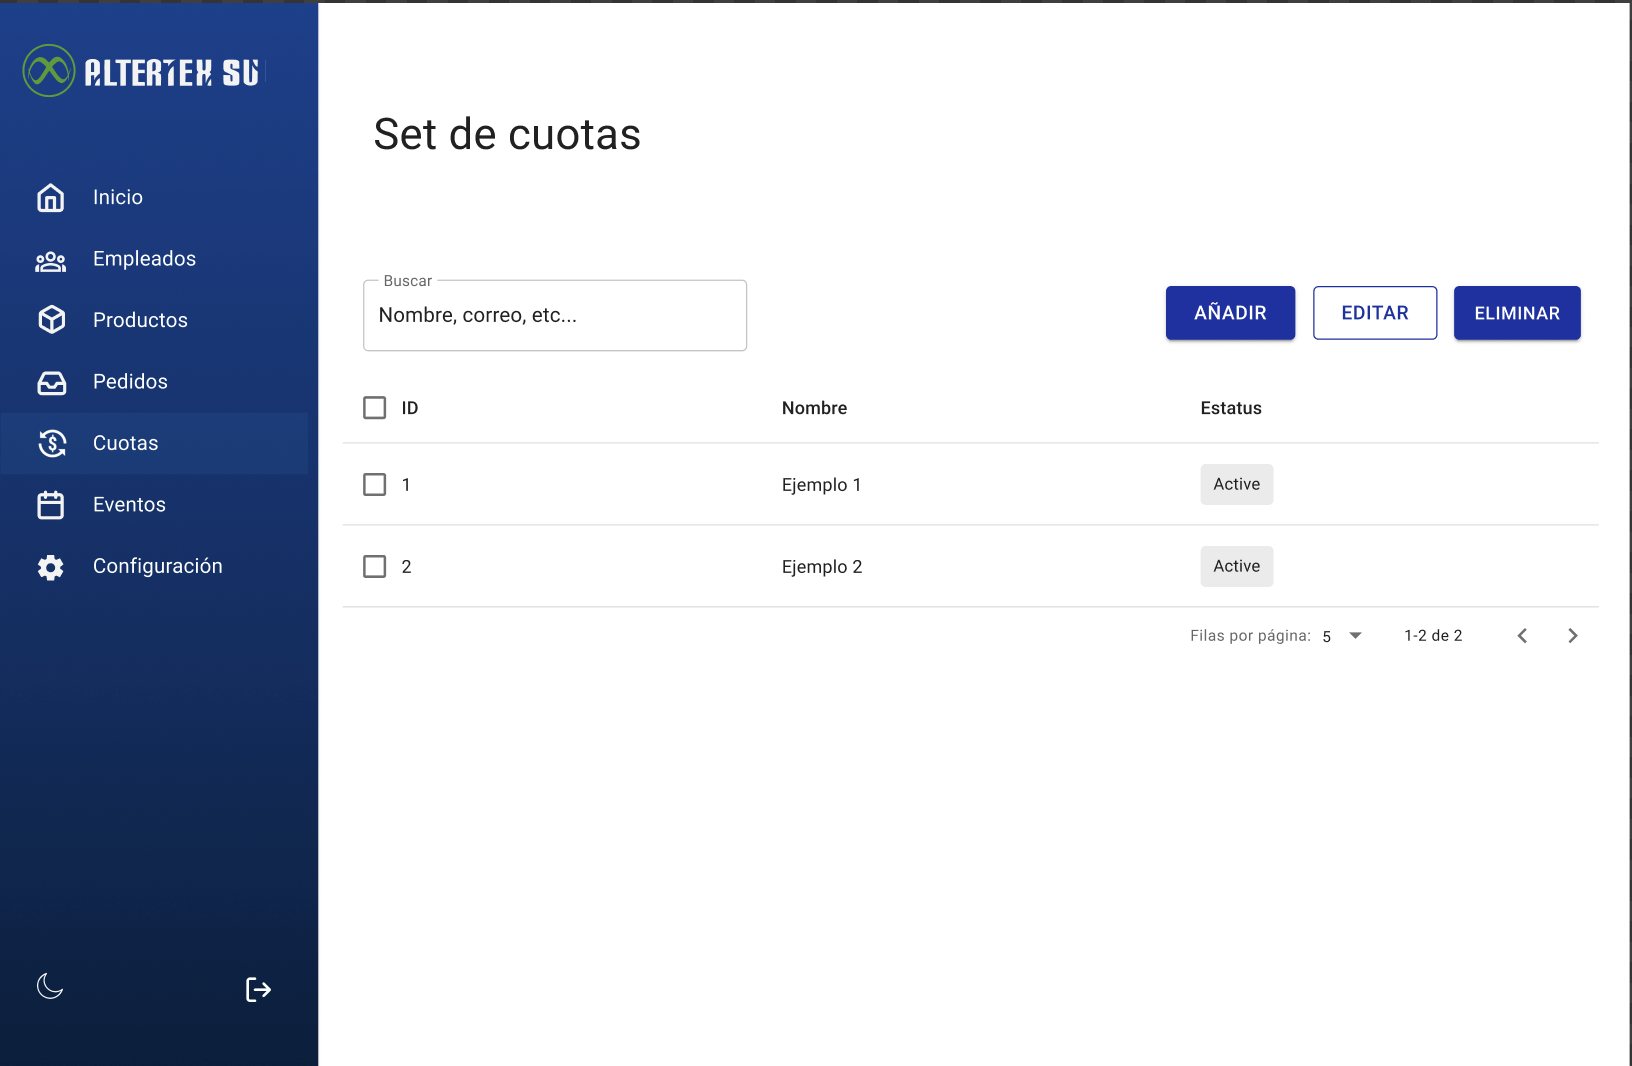 ALTERTEX SU
Inicio
Empleados
Productos
Pedidos
Cuotas
Eventos
Configuración
Set de cuotas
Buscar
Nombre, correo, etc...
AÑADIR
EDITAR
ELIMINAR
ID Nombre Estatus
1 Ejemplo 1 Active
2 Ejemplo 2 Active
Filas por página: 5 1-2 de 2